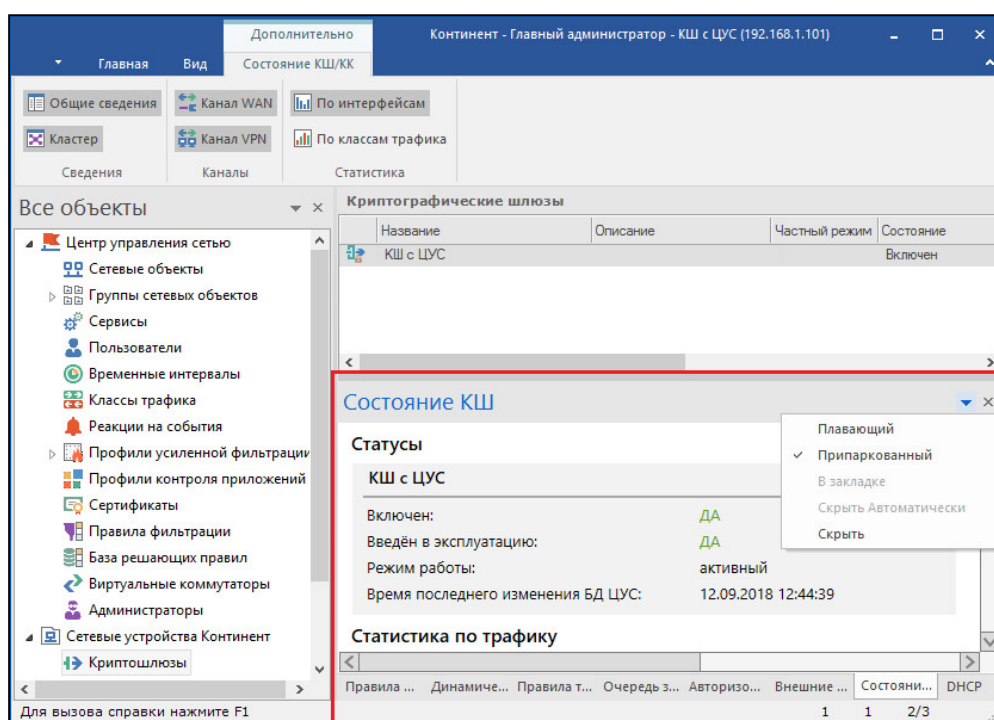 Дополнительно
Континент - Главный администратор - КШ с ЦУС (192.168.1.101)
Главная Вид Состояние КШ/КК
Общие сведения Канал WAN По интерфейсам
Кластер Канал VPN По классам трафика
Сведения Каналы Статистика
Все объекты
Центр управления сетью
Сетевые объекты
Группы сетевых объектов
Сервисы
Пользователи
Временные интервалы
Классы трафика
Реакции на события
Профили усиленной фильтрации
Профили контроля приложений
Сертификаты
Правила фильтрации
База решающих правил
Виртуальные коммутаторы
Администраторы
Сетевые устройства Континент
Криптошлюзы
Криптографические шлюзы
Название Описание Частный режим Состояние
КШ с ЦУС Включен
Состояние КШ
Плавающий
Припаркованный
В закладке
Скрыть Автоматически
Скрыть
Статусы
КШ с ЦУС
Включен: ДА
Введён в эксплуатацию: ДА
Режим работы: активный
Время последнего изменения БД ЦУС: 12.09.2018 12:44:39
Статистика по трафику
Правила ... Динамиче... Правила т... Очередь з... Авторизо... Внешние ... Состояни... DHCP
Для вызова справки нажмите F1 1 1 2/3